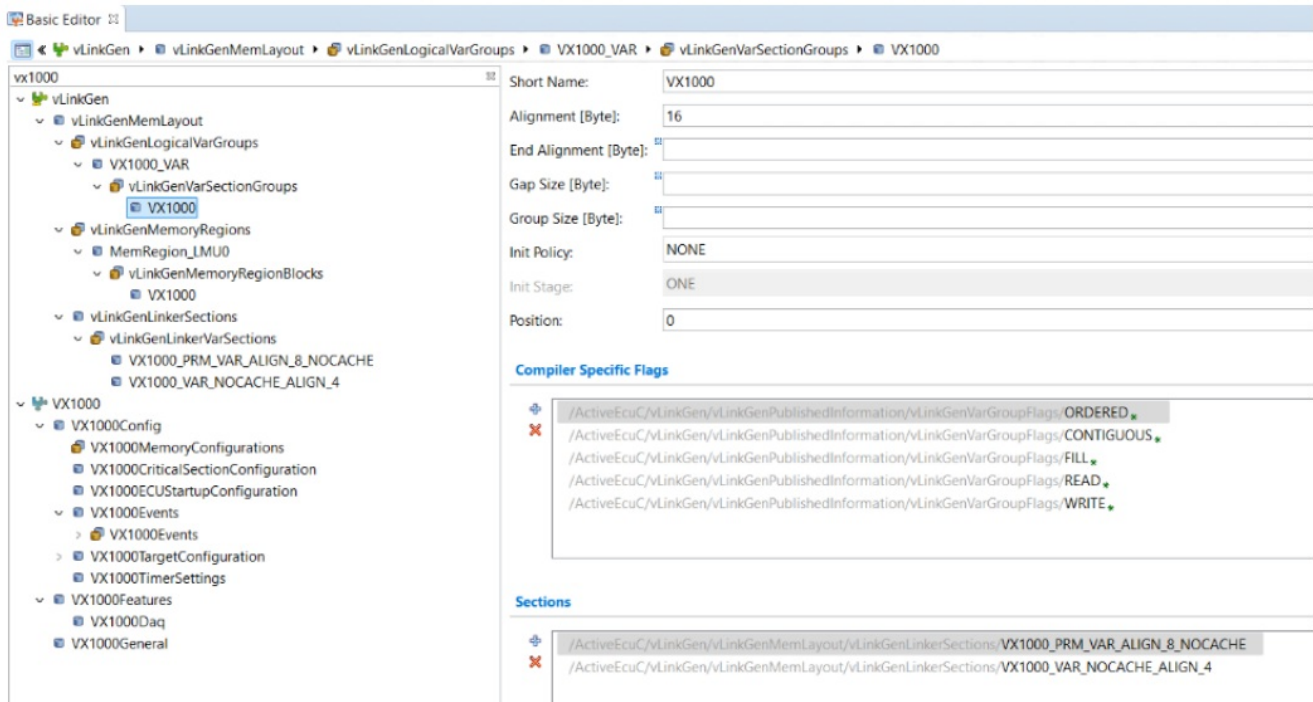 Basic Editor
vLinkGen vLinkGenMemLayout vLinkGenLogicalVarGroups VX1000_VAR vLinkGenVarSectionGroups VX1000
vx1000
vLinkGen
vLinkGenMemLayout
vLinkGenLogicalVarGroups
VX1000_VAR
vLinkGenVarSectionGroups
VX1000
vLinkGenMemoryRegions
MemRegion_LMU0
vLinkGenMemoryRegionBlocks
VX1000
vLinkGenLinkerSections
vLinkGenLinkerVarSections
VX1000_PRM_VAR_ALIGN_8_NOCACHE
VX1000_VAR_NOCACHE_ALIGN_4
VX1000
VX1000Config
VX1000MemoryConfigurations
VX1000CriticalSectionConfiguration
VX1000ECUStartupConfiguration
VX1000Events
VX1000Events
VX1000TargetConfiguration
VX1000TimerSettings
VX1000Features
VX1000Daq
VX1000General
Short Name: VX1000
Alignment [Byte]: 16
End Alignment [Byte]:
Gap Size [Byte]:
Group Size [Byte]:
Init Policy: NONE
Init Stage: ONE
Position: 0
Compiler Specific Flags
/ActiveEcuC/vLinkGen/vLinkGenPublishedInformation/vLinkGenVarGroupFlags/ORDERED
/ActiveEcuC/vLinkGen/vLinkGenPublishedInformation/vLinkGenVarGroupFlags/CONTIGUOUS
/ActiveEcuC/vLinkGen/vLinkGenPublishedInformation/vLinkGenVarGroupFlags/FILL
/ActiveEcuC/vLinkGen/vLinkGenPublishedInformation/vLinkGenVarGroupFlags/READ
/ActiveEcuC/vLinkGen/vLinkGenPublishedInformation/vLinkGenVarGroupFlags/WRITE
Sections
/ActiveEcuC/vLinkGen/vLinkGenMemLayout/vLinkGenLinkerSections/VX1000_PRM_VAR_ALIGN_8_NOCACHE
/ActiveEcuC/vLinkGen/vLinkGenMemLayout/vLinkGenLinkerSections/VX1000_VAR_NOCACHE_ALIGN_4